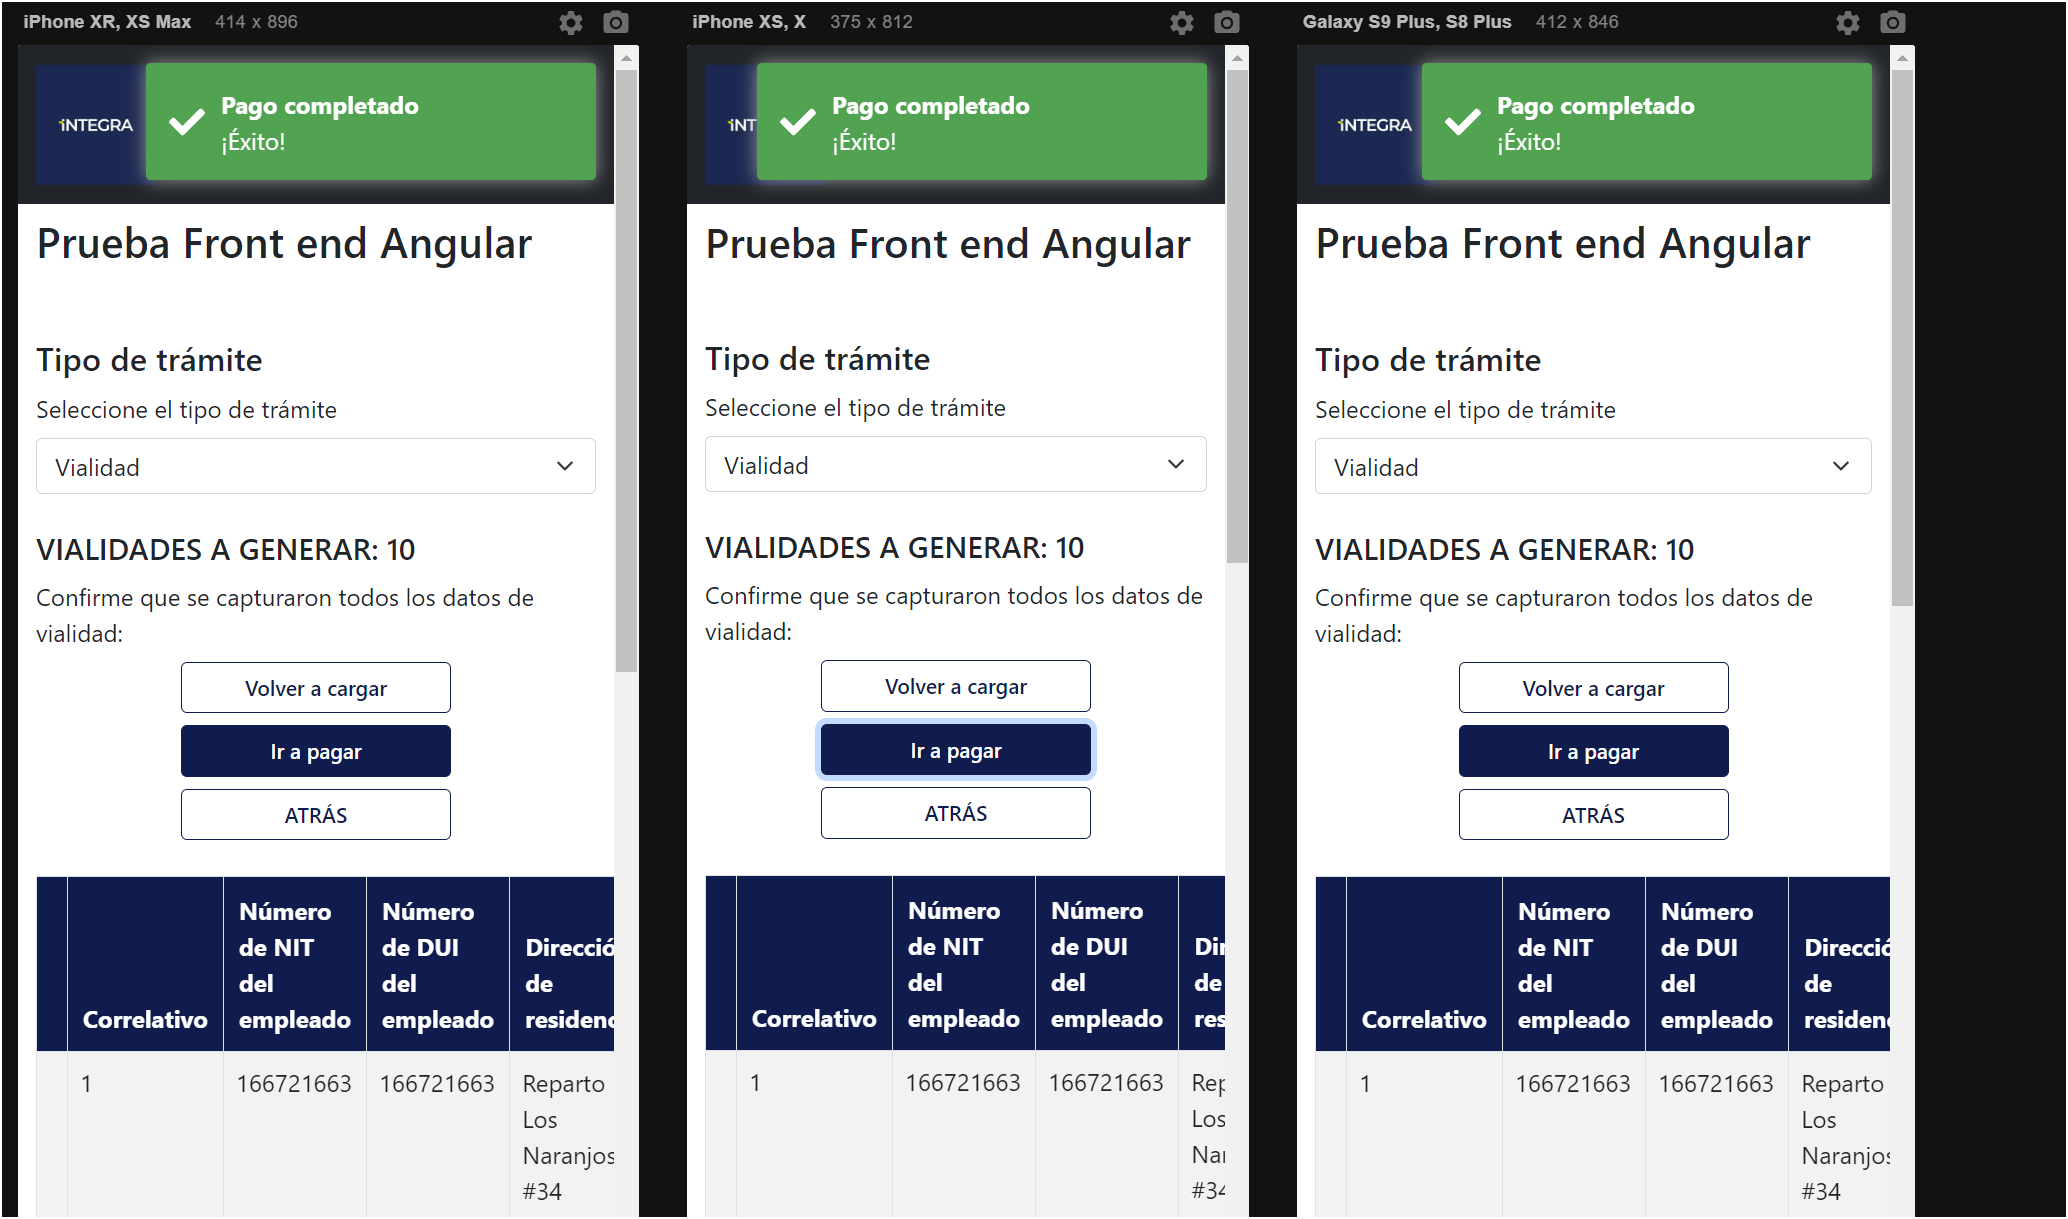 iPhone XR, XS Max 414 x 896
iNTEGRA
Pago completado
¡Éxito!
Prueba Front end Angular
Tipo de trámite
Seleccione el tipo de trámite
Vialidad
VIALIDADES A GENERAR: 10
Confirme que se capturaron todos los datos de
vialidad:
Volver a cargar
Ir a pagar
ATRÁS
Correlativo
Número
de NIT
del
empleado
Número
de DUI
del
empleado
Direcció
de
residenc
1
166721663
166721663
Reparto
Los
Naranjos
#34
iPhone XS, X 375 x 812
iNT
Pago completado
¡Éxito!
Prueba Front end Angular
Tipo de trámite
Seleccione el tipo de trámite
Vialidad
VIALIDADES A GENERAR: 10
Confirme que se capturaron todos los datos de
vialidad:
Volver a cargar
Ir a pagar
ATRÁS
Correlativo
Número
de NIT
del
empleado
Número
de DUI
del
empleado
Dir
de
res
1
166721663
166721663
Rep
Los
Nar
#34
Galaxy S9 Plus, S8 Plus 412 x 846
iNTEGRA
Pago completado
¡Éxito!
Prueba Front end Angular
Tipo de trámite
Seleccione el tipo de trámite
Vialidad
VIALIDADES A GENERAR: 10
Confirme que se capturaron todos los datos de
vialidad:
Volver a cargar
Ir a pagar
ATRÁS
Correlativo
Número
de NIT
del
empleado
Número
de DUI
del
empleado
Direcció
de
residen
1
166721663
166721663
Reparto
Los
Naranjos
#34